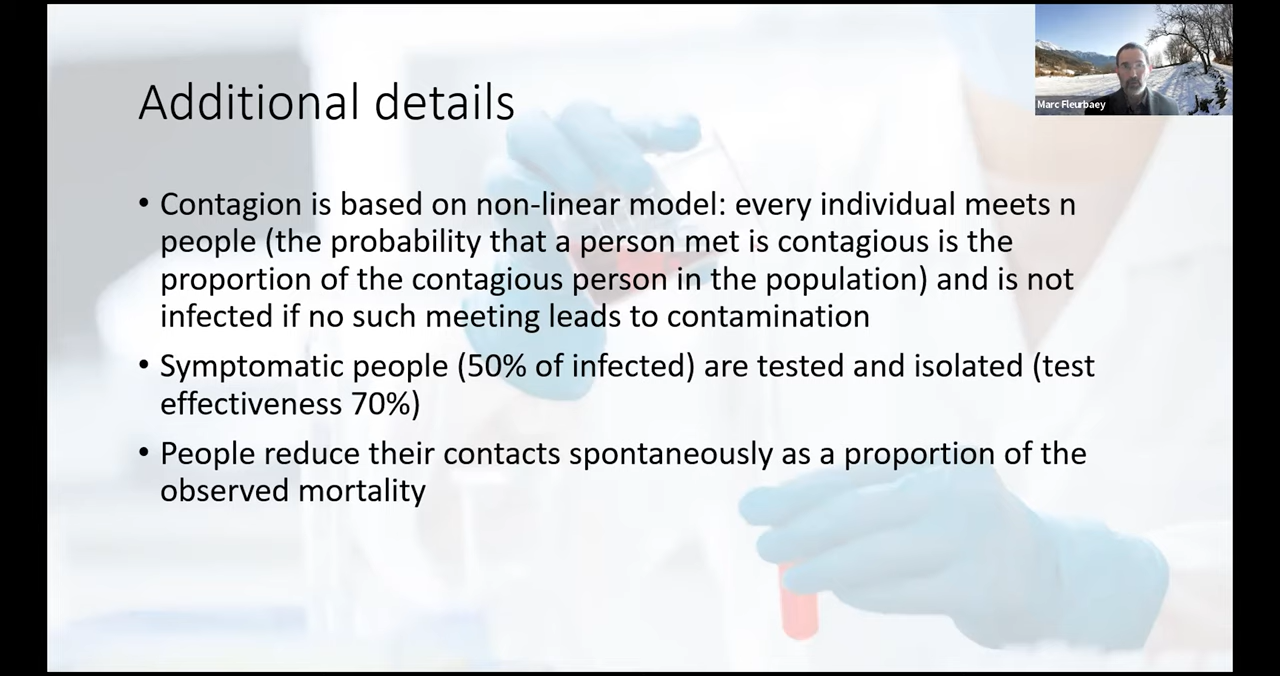 Marc Fleurbaey
Additional details
• Contagion is based on non-linear model: every individual meets n
people (the probability that a person met is contagious is the
proportion of the contagious person in the population) and is not
infected if no such meeting leads to contamination
• Symptomatic people (50% of infected) are tested and isolated (test
effectiveness 70%)
• People reduce their contacts spontaneously as a proportion of the
observed mortality